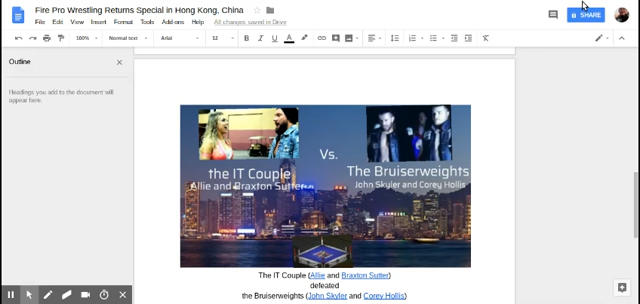 Fire Pro Wrestling Returns Special in Hong Kong, China
File Edit View Insert Format Tools Add-ons Help All changes saved in Drive
SHARE
100% Normal text Arial 12 B I U A
Outline
Headings you add to the document will
appear here.
Vs.
the IT Couple
Allie and Braxton Sutter
The Bruiserweights
John Skyler and Corey Hollis
The IT Couple (Allie and Braxton Sutter)
defeated
the Bruiserweights (John Skyler and Corey Hollis)